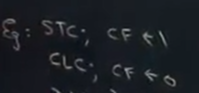 Eg: STC; CF ← 1
CLC; CF ← 0